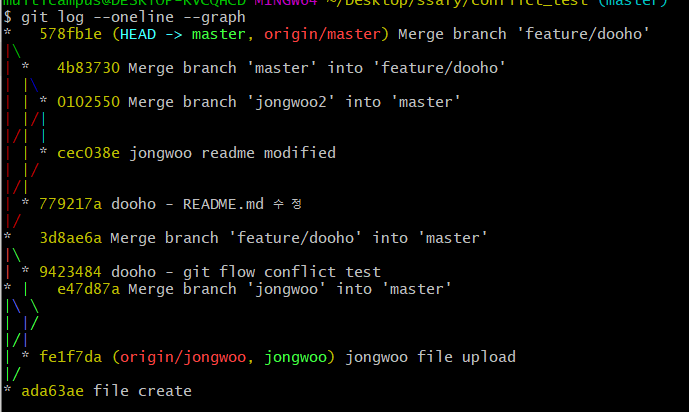 multicampus@DESKTOP-KVCQHCD MINGW64 ~/Desktop/ssafy/conflict_test (master)
$ git log --oneline --graph
*   578fb1e (HEAD -> master, origin/master) Merge branch 'feature/dooho'
|\
| *   4b83730 Merge branch 'master' into 'feature/dooho'
| |\
| | * 0102550 Merge branch 'jongwoo2' into 'master'
| |/|
|/| |
| | * cec038e jongwoo readme modified
| |/
|/|
| * 779217a dooho - README.md 수정
|/
*   3d8ae6a Merge branch 'feature/dooho' into 'master'
|\
| * 9423484 dooho - git flow conflict test
* |   e47d87a Merge branch 'jongwoo' into 'master'
|\ \
| |/
|/|
| * fe1f7da (origin/jongwoo, jongwoo) jongwoo file upload
|/
* ada63ae file create